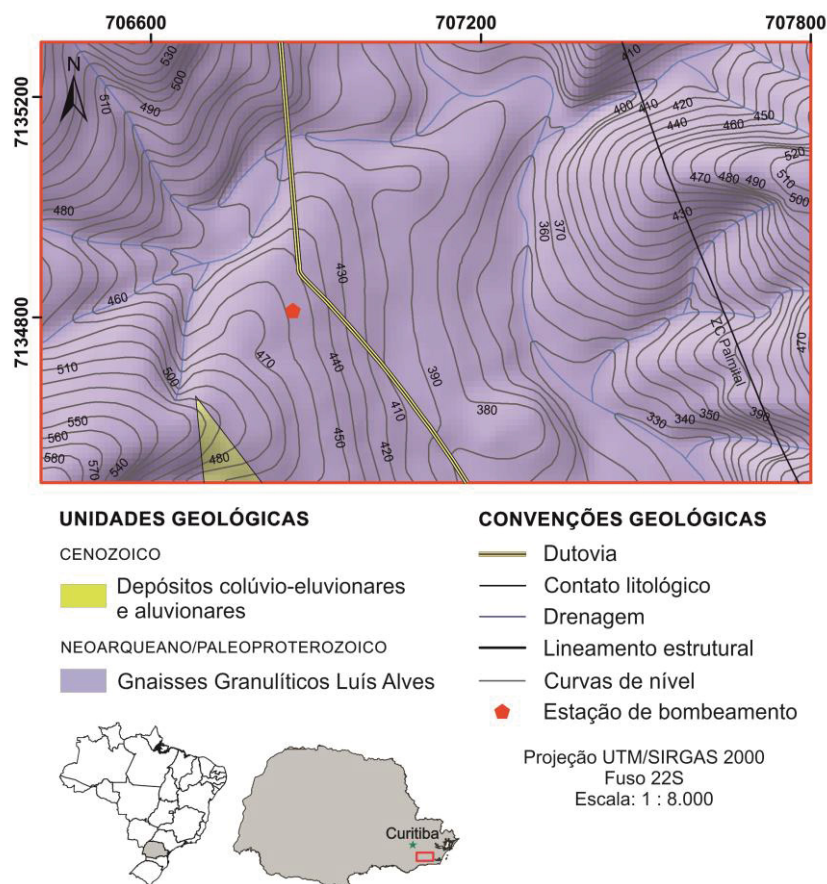 706600 707200 707800
7135200
7134800
N
530
510
500
490
480
460
510
500
550
560
580
570
540
470
480
430
440
410
450
420
390
380
360
370
410
400
410
420
440
450
460
520
510
500
470
480
490
430
ZC Palmital
470
330
340
350
390
UNIDADES GEOLÓGICAS
CENOZOICO
Depósitos colúvio-eluvionares
e aluvionares
NEOARQUEANO/PALEOPROTEROZOICO
Gnaisses Granulíticos Luís Alves
CONVENÇÕES GEOLÓGICAS
Dutovia
Contato litológico
Drenagem
Lineamento estrutural
Curvas de nível
Estação de bombeamento
Projeção UTM/SIRGAS 2000
Fuso 22S
Escala: 1 : 8.000
Curitiba